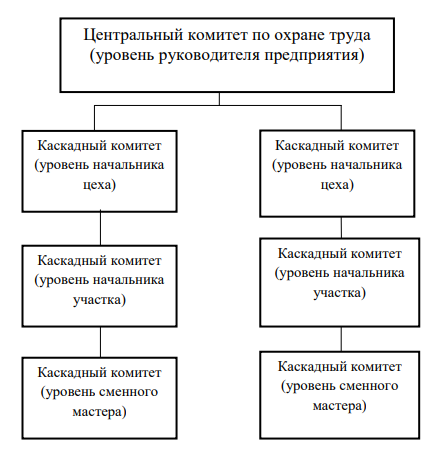 Центральный комитет по охране труда
(уровень руководителя предприятия)
Каскадный комитет
(уровень начальника
цеха)
Каскадный комитет
(уровень начальника
цеха)
Каскадный комитет
(уровень начальника
участка)
Каскадный комитет
(уровень начальника
участка)
Каскадный комитет
(уровень сменного
мастера)
Каскадный комитет
(уровень сменного
мастера)